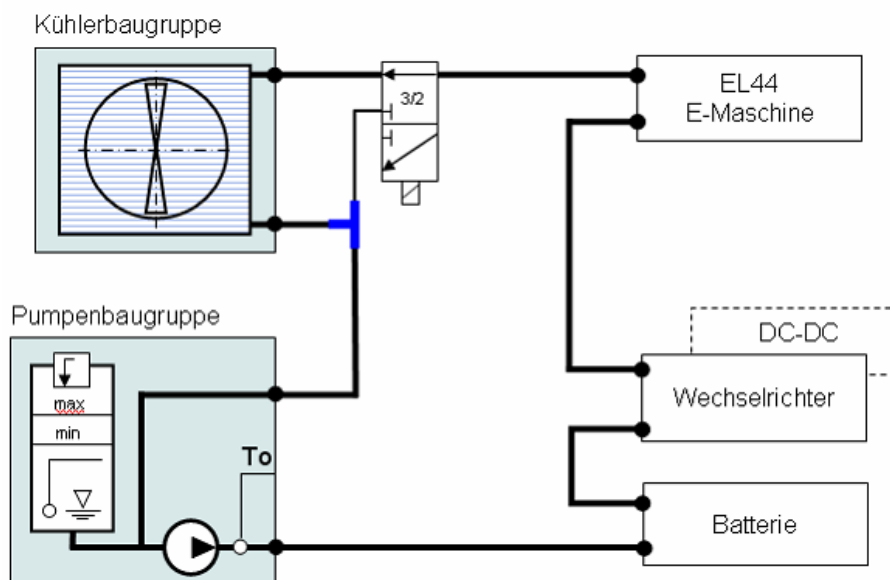 Kühlerbaugruppe
3/2
EL44
E-Maschine
Pumpenbaugruppe
max
min
To
DC-DC
Wechselrichter
Batterie